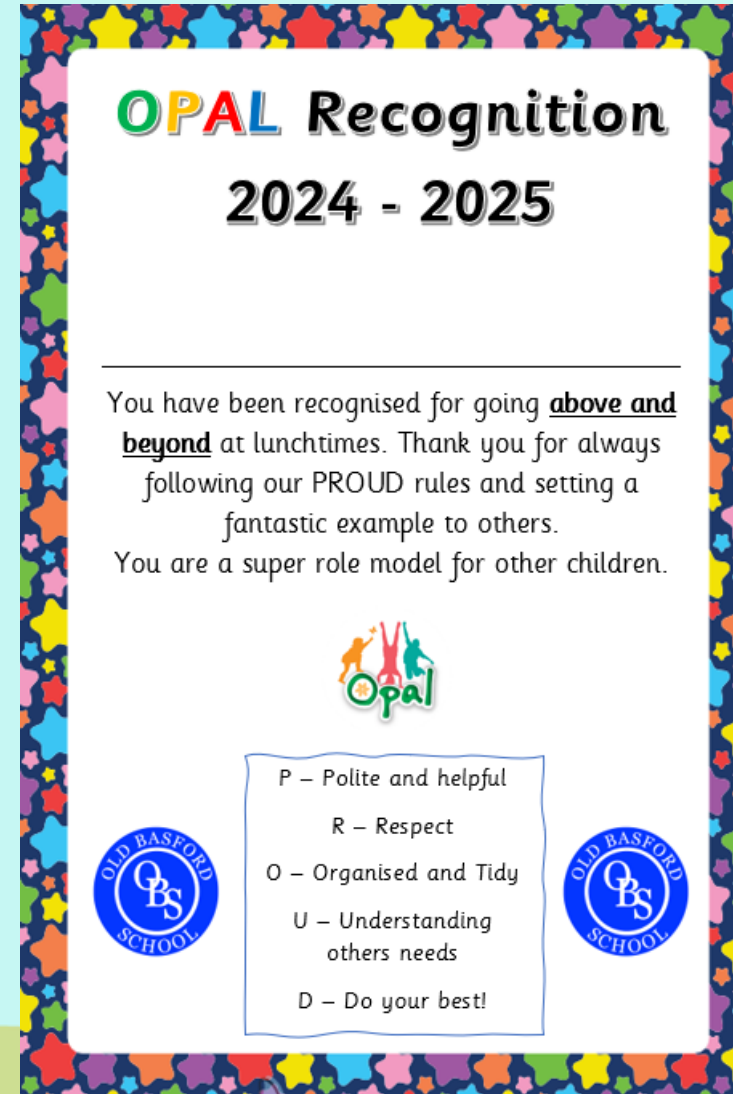 OPAL Recognition
2024 - 2025
You have been recognised for going above and
beyond at lunchtimes. Thank you for always
following our PROUD rules and setting a
fantastic example to others.
You are a super role model for other children.
Opal
P – Polite and helpful
R – Respect
O – Organised and Tidy
U – Understanding
others needs
D – Do your best!
OLD BASFORD
OBS
SCHOOL
OLD BASFORD
OBS
SCHOOL